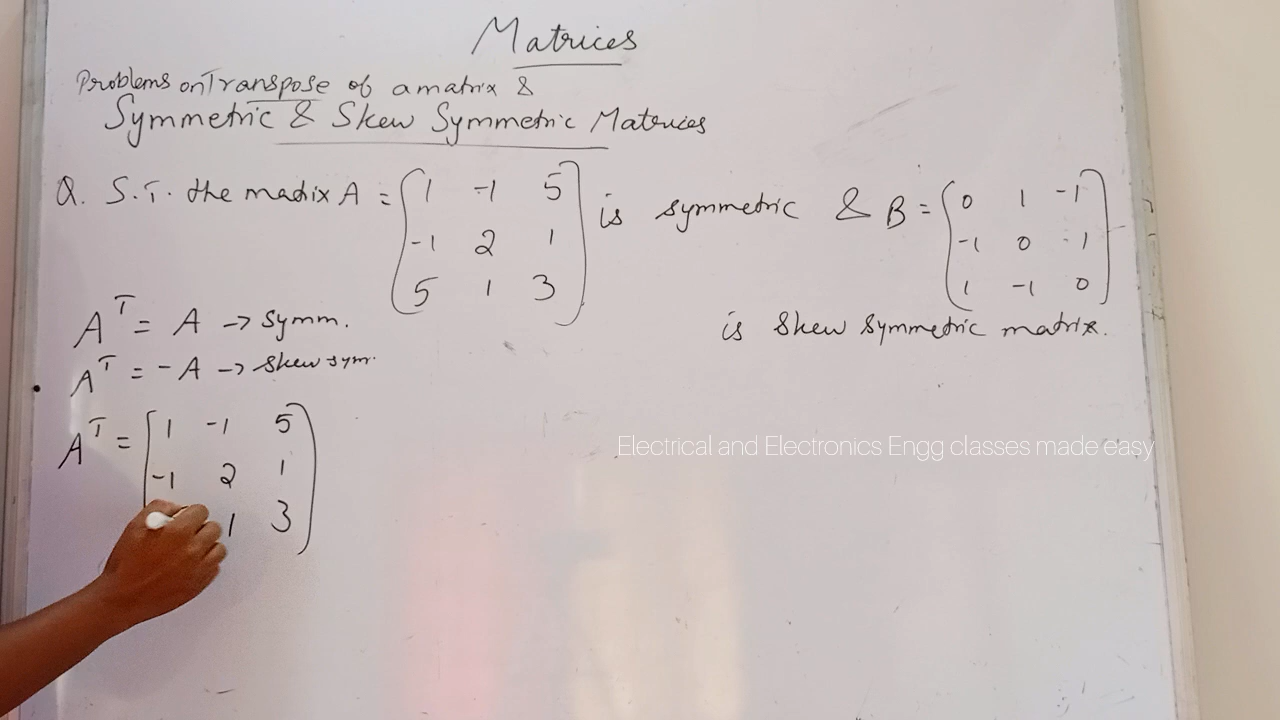 Matrices
Problems on Transpose of a matrix &
Symmetric & Skew Symmetric Matrices
Q. S.T. the matrix A = [1 -1 5
-1 2 1
5 1 3] is symmetric & B = [0 1 -1
-1 0 -1
1 -1 0]
is Skew Symmetric matrix.
A^T = A → Symm.
A^T = -A → Skew sym.
A^T = [1 -1 5
-1 2 1
1 3]
Electrical and Electronics Engg classes made easy